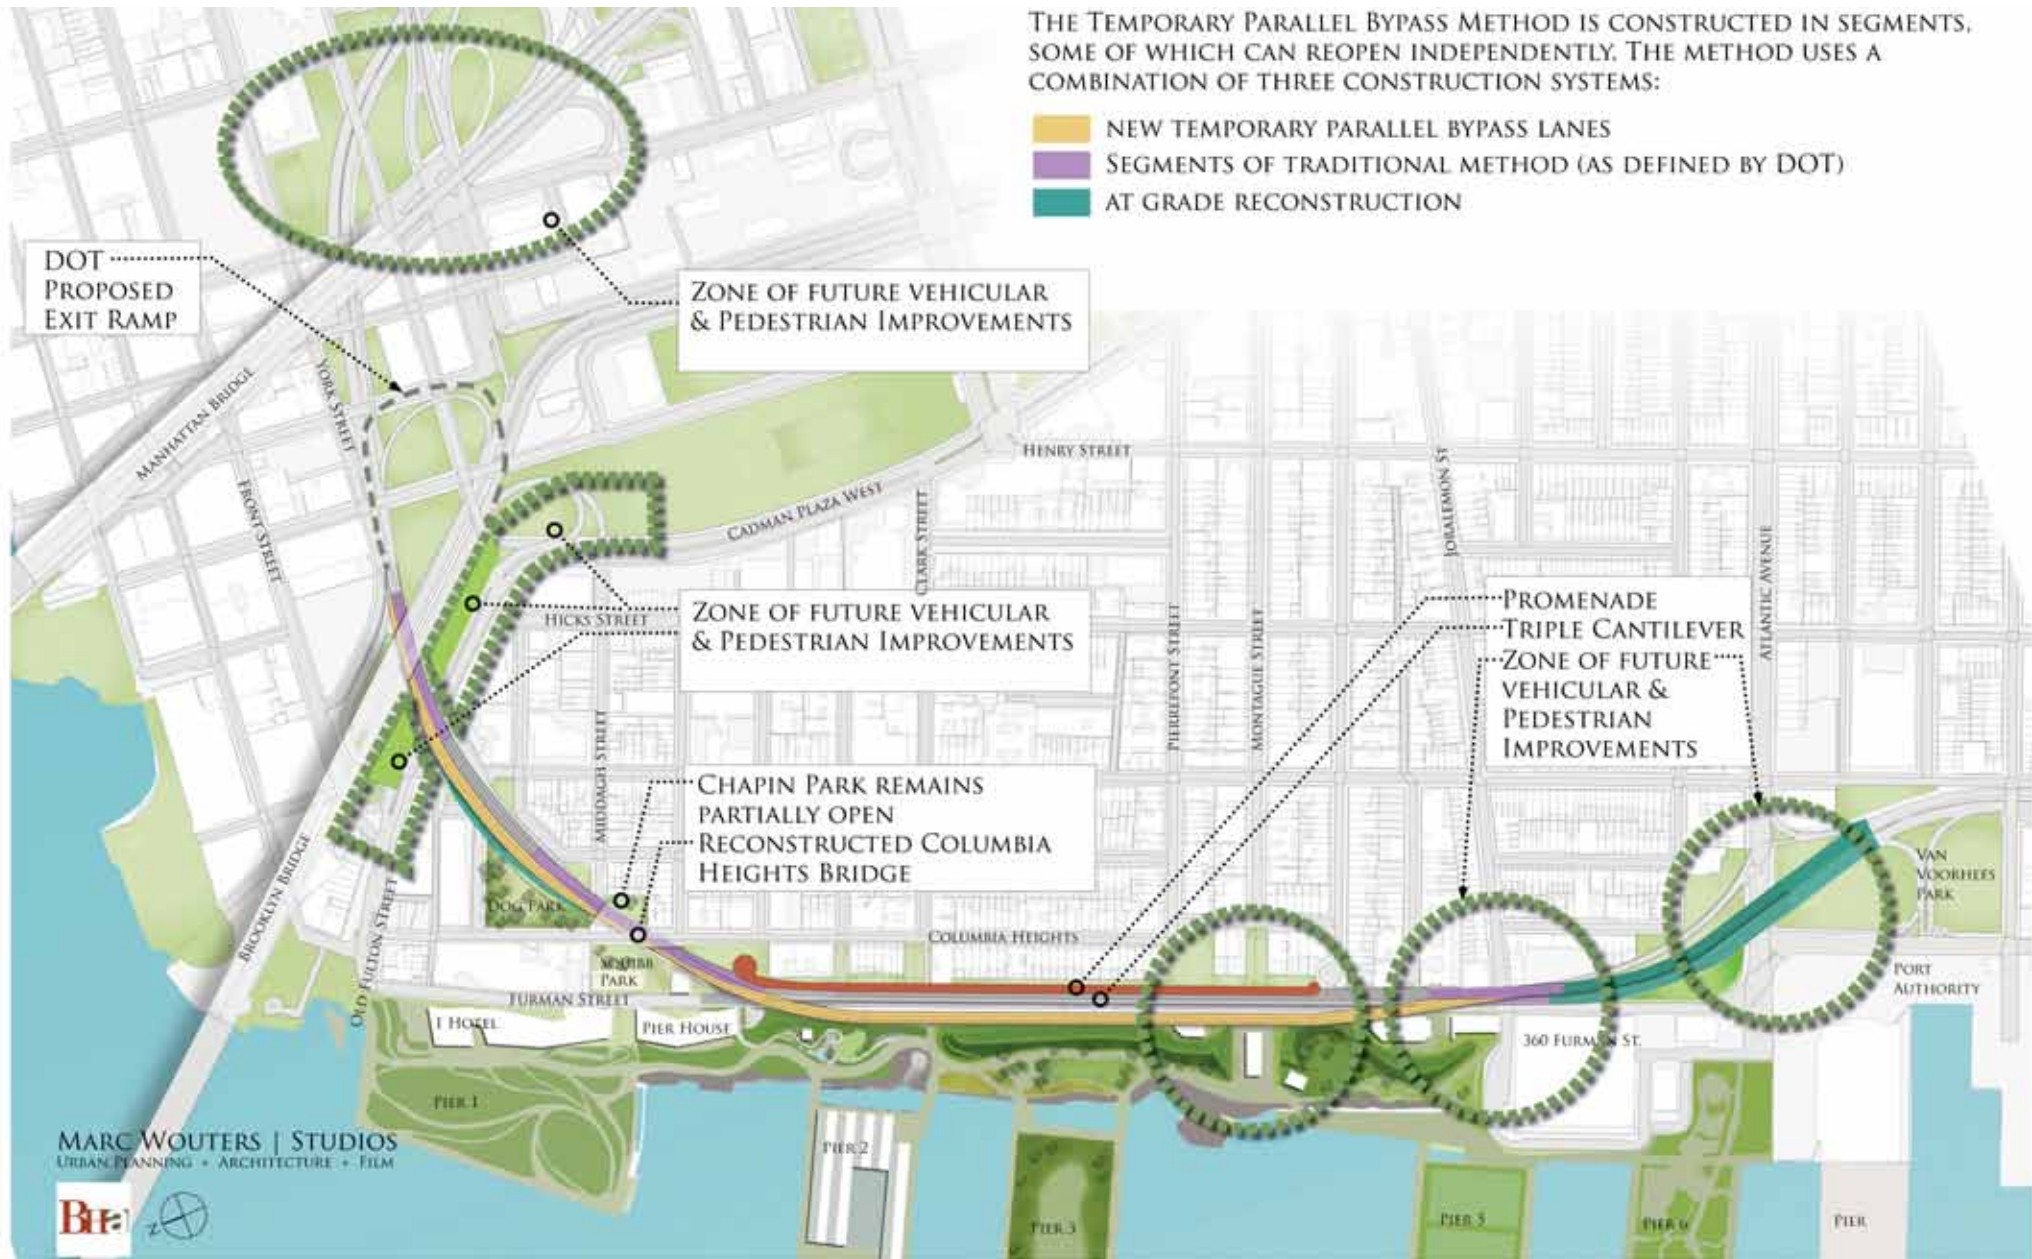 THE TEMPORARY PARALLEL BYPASS METHOD IS CONSTRUCTED IN SEGMENTS,
SOME OF WHICH CAN REOPEN INDEPENDENTLY. THE METHOD USES A
COMBINATION OF THREE CONSTRUCTION SYSTEMS:
NEW TEMPORARY PARALLEL BYPASS LANES
SEGMENTS OF TRADITIONAL METHOD (AS DEFINED BY DOT)
AT GRADE RECONSTRUCTION
DOT
PROPOSED
EXIT RAMP
ZONE OF FUTURE VEHICULAR
& PEDESTRIAN IMPROVEMENTS
MANHATTAN BRIDGE
YORK STREET
FRONT STREET
HENRY STREET
CADMAN PLAZA WEST
CLARK STREET
JORALEMON ST
ATLANTIC AVENUE
HICKS STREET
ZONE OF FUTURE VEHICULAR
& PEDESTRIAN IMPROVEMENTS
PROMENADE
TRIPLE CANTILEVER
ZONE OF FUTURE
VEHICULAR &
PEDESTRIAN
IMPROVEMENTS
PIERREPONT STREET
MONTAGUE STREET
MIDDAGH STREET
CHAPIN PARK REMAINS
PARTIALLY OPEN
RECONSTRUCTED COLUMBIA
HEIGHTS BRIDGE
BROOKLYN BRIDGE
OLD FULTON STREET
DOG PARK
COLUMBIA HEIGHTS
VAN
VOORHEES
PARK
PARK
FURMAN STREET
PORT
AUTHORITY
1 HOTEL
PIER HOUSE
360 FURMAN ST.
PIER 1
PIER 2
PIER 3
PIER 5
PIER 6
PIER
MARC WOUTERS | STUDIOS
URBAN PLANNING + ARCHITECTURE + FILM
BHa
Z